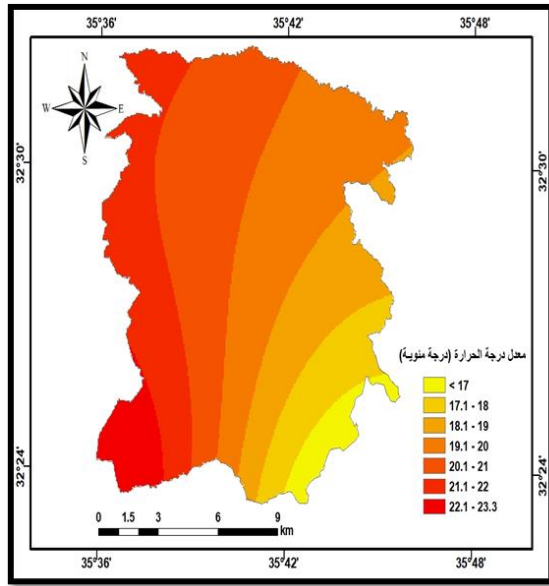 35°36'
35°42'
35°48'
N
W
E
S
32°30'
32°30'
معدل درجة الحرارة (درجة مئوية)
< 17
17.1 - 18
18.1 - 19
19.1 - 20
20.1 - 21
21.1 - 22
22.1 - 23.3
32°24'
32°24'
0 1.5 3 6 9
km
35°36'
35°42'
35°48'